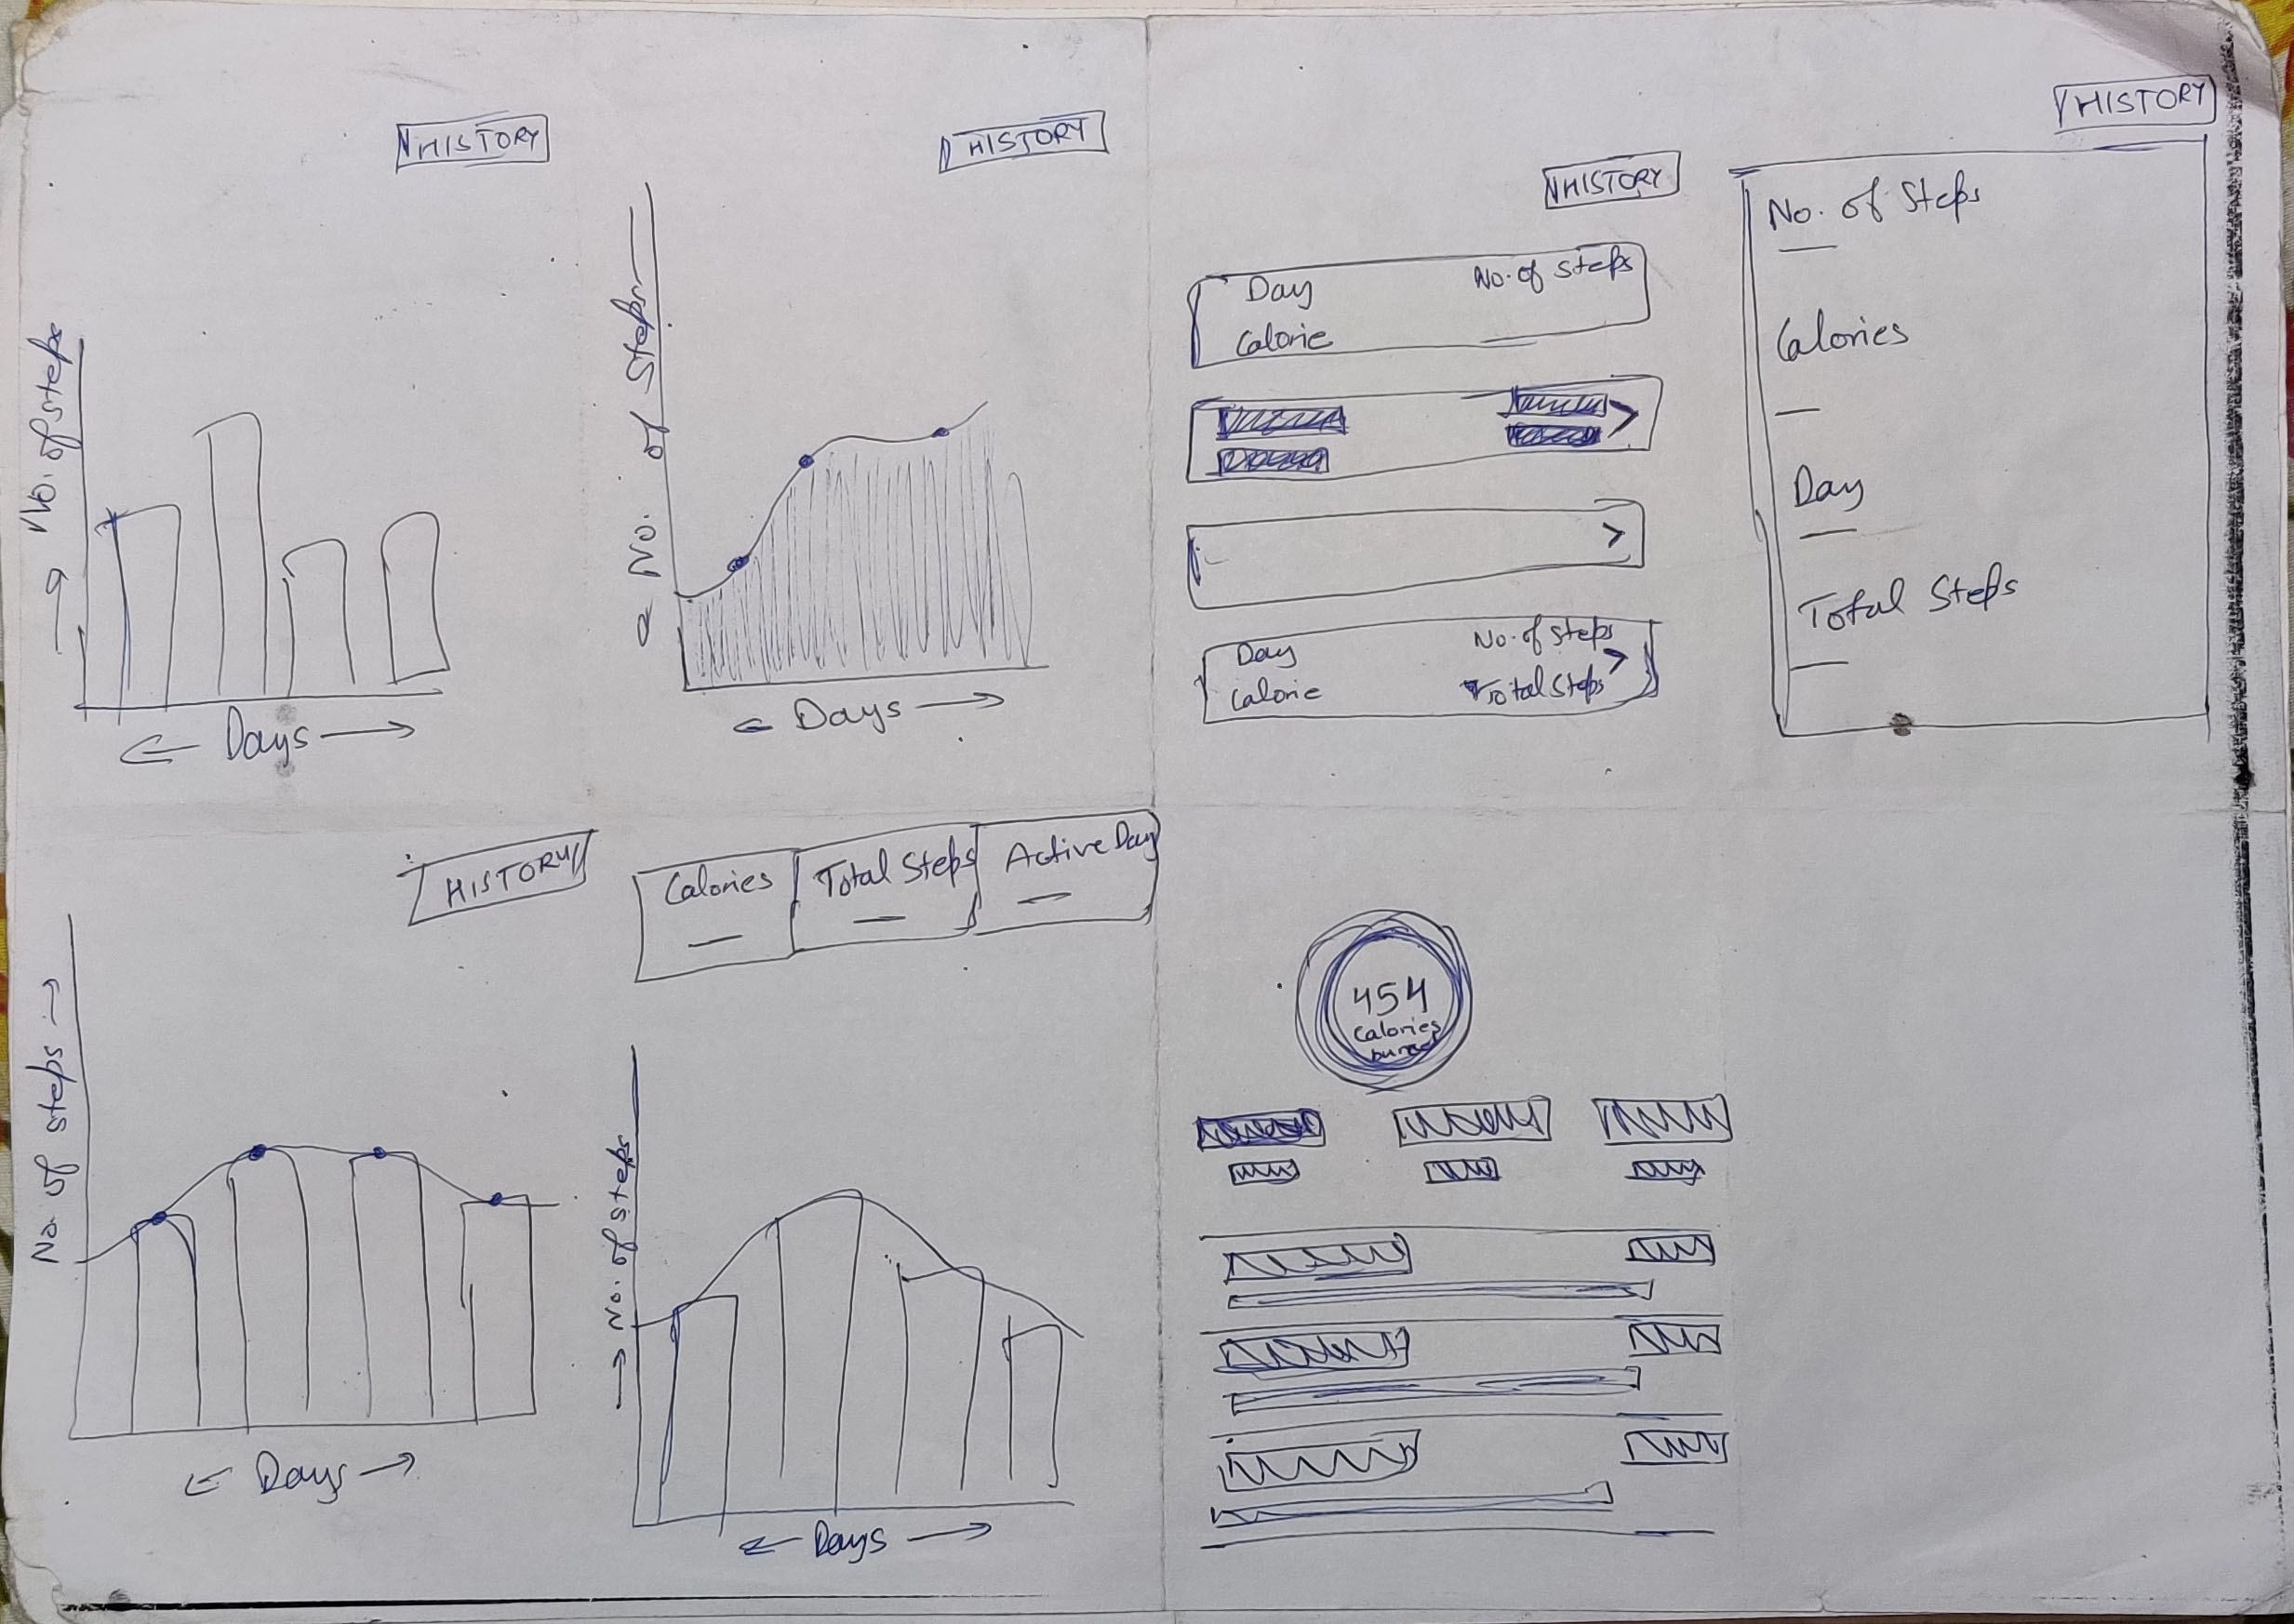 HISTORY
No. of steps
Days
HISTORY
No. of Steps
Days
HISTORY
Day No. of steps
Calorie
Day No. of steps
Calorie Total Steps
HISTORY
No. of Steps
Calories
Day
Total Steps
HISTORY
No. of steps
Days
Calories Total Steps Active Day
No. of steps
Days
454
Calories